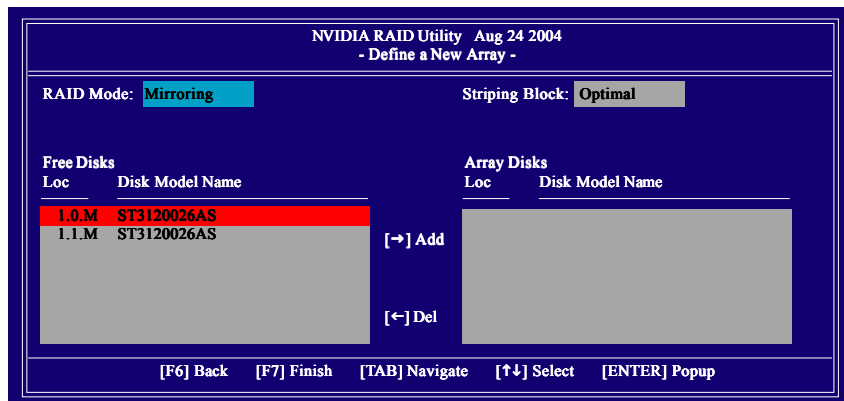 NVIDIA RAID Utility Aug 24 2004
- Define a New Array -
RAID Mode: Mirroring Striping Block: Optimal
Free Disks Array Disks
Loc Disk Model Name Loc Disk Model Name
1.0.M ST3120026AS
1.1.M ST3120026AS
[→] Add
[←] Del
[F6] Back [F7] Finish [TAB] Navigate [↑↓] Select [ENTER] Popup